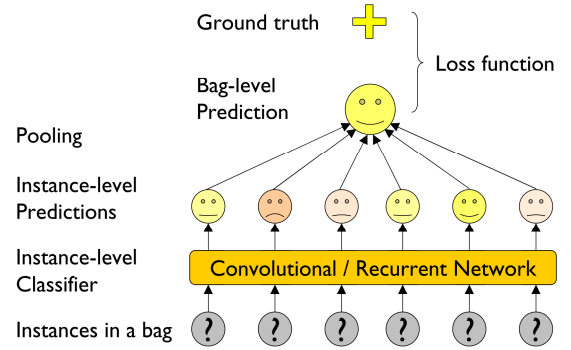 Ground truth
Loss function
Bag-level
Prediction
Pooling
Instance-level
Predictions
Instance-level
Classifier
Convolutional / Recurrent Network
Instances in a bag
? ? ? ? ? ?